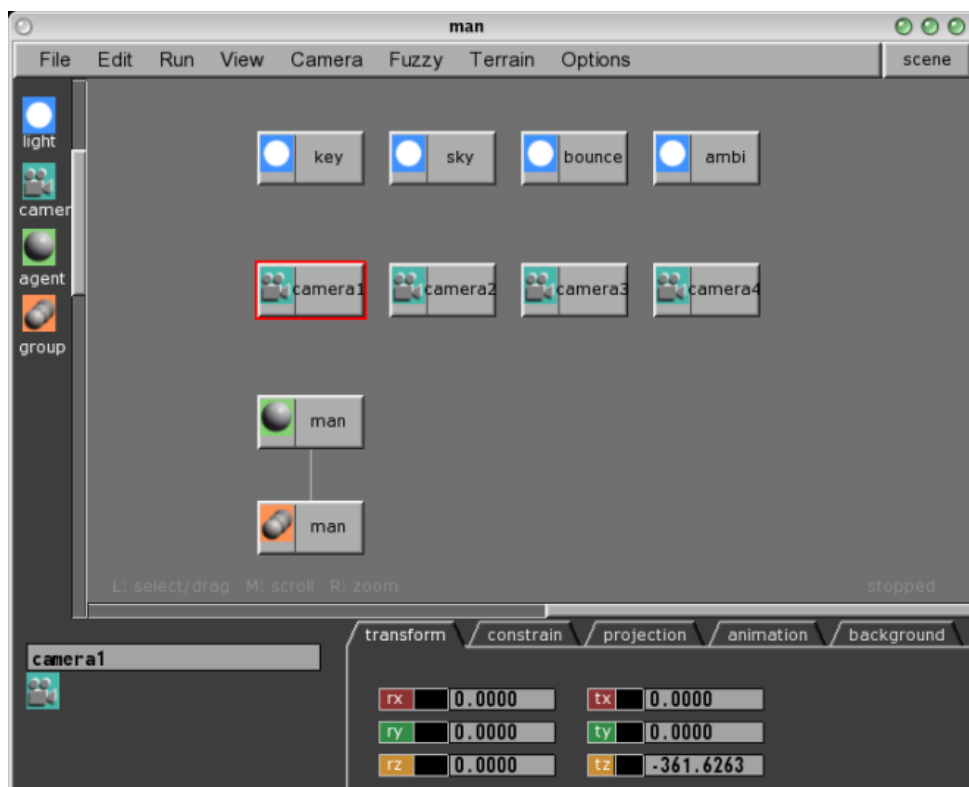 man
File Edit Run View Camera Fuzzy Terrain Options scene
light
camer
agent
group
key sky bounce ambi
camera1 camera2 camera3 camera4
man
man
L: select/drag M: scroll R: zoom stopped
transform constrain projection animation background
camera1
rx 0.0000 tx 0.0000
ry 0.0000 ty 0.0000
rz 0.0000 tz -361.6263